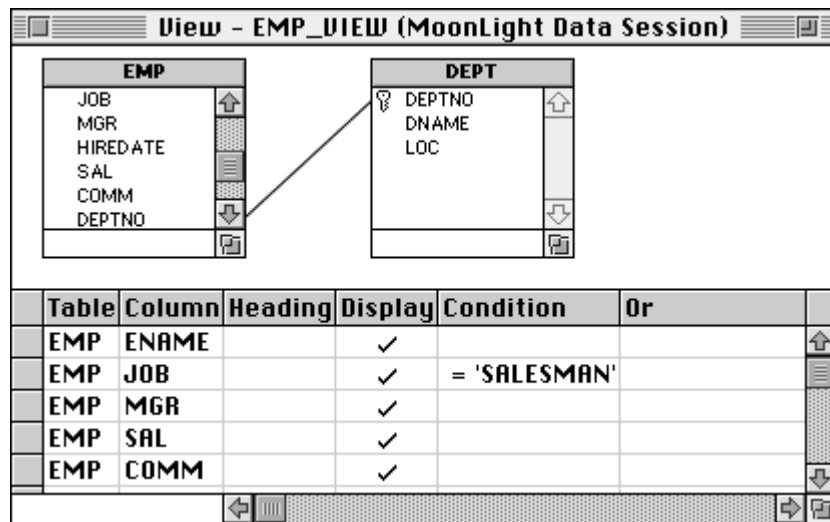 View - EMP_VIEW (MoonLight Data Session)
EMP
JOB
MGR
HIREDATE
SAL
COMM
DEPTNO
DEPT
DEPTNO
DNAME
LOC
Table Column Heading Display Condition Or
EMP ENAME
EMP JOB = 'SALESMAN'
EMP MGR
EMP SAL
EMP COMM